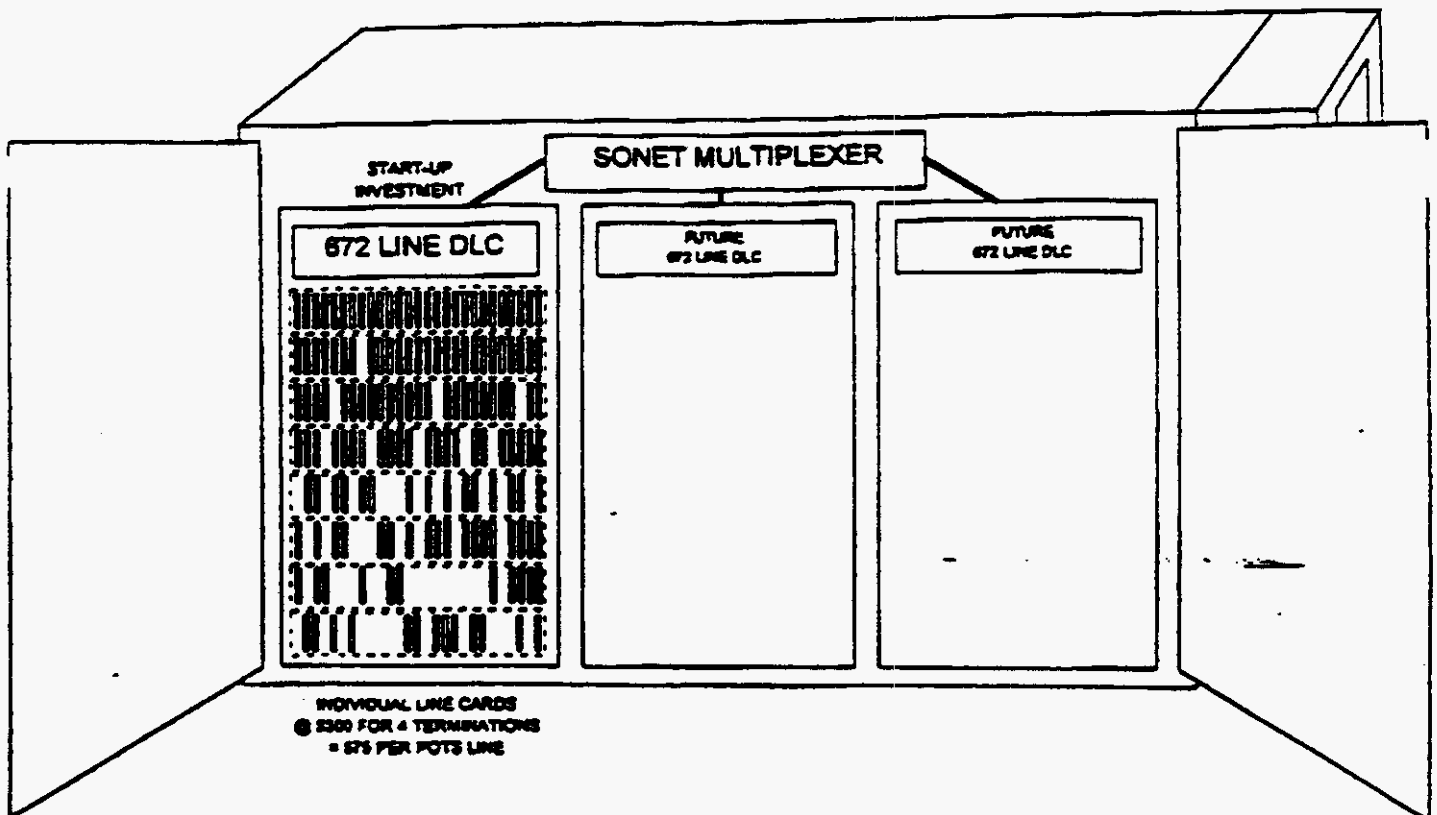 SONET MULTIPLEXER
START-UP
INVESTMENT
672 LINE DLC
FUTURE
672 LINE DLC
FUTURE
672 LINE DLC
INDIVIDUAL LINE CARDS
@ $300 FOR 4 TERMINATIONS
= $75 PER POTS LINE